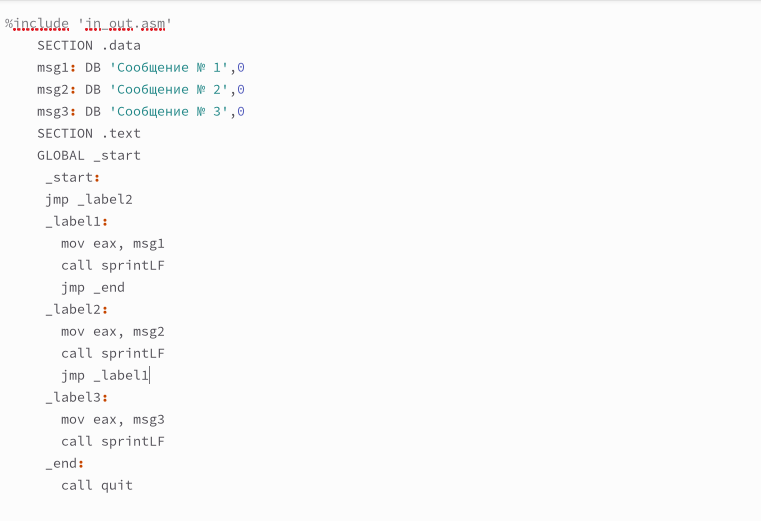 %include 'in_out.asm'
SECTION .data
msg1: DB 'Сообщение № 1',0
msg2: DB 'Сообщение № 2',0
msg3: DB 'Сообщение № 3',0
SECTION .text
GLOBAL _start
_start:
jmp _label2
_label1:
mov eax, msg1
call sprintLF
jmp _end
_label2:
mov eax, msg2
call sprintLF
jmp _label1
_label3:
mov eax, msg3
call sprintLF
_end:
call quit